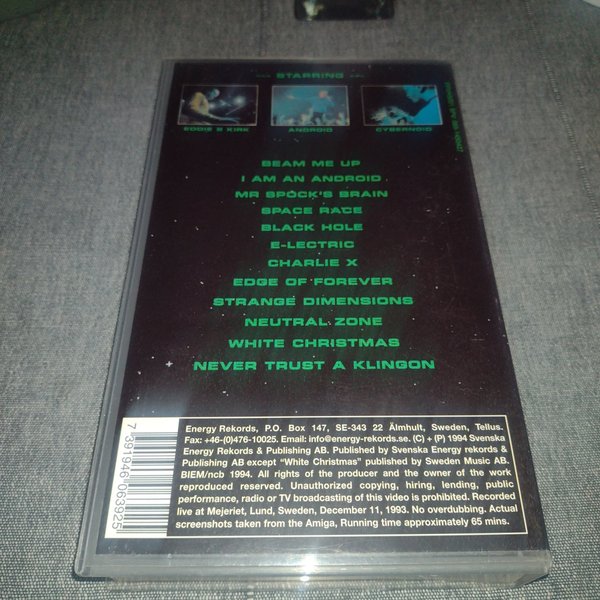 STARRING
EDDIE B KIRK
ANDROID
CYBERNOID
BEAM ME UP
I AM AN ANDROID
MR SPOCK'S BRAIN
SPACE RACE
BLACK HOLE
E-LECTRIC
CHARLIE X
EDGE OF FOREVER
STRANGE DIMENSIONS
NEUTRAL ZONE
WHITE CHRISTMAS
NEVER TRUST A KLINGON
Energy Rekords, P.O. Box 147, SE-343 22 Älmhult, Sweden, Tellus.
Fax: +46-(0)476-10025. Email: info@energy-rekords.se. (C) + (P) 1994 Svenska
Energy Rekords & Publishing AB. Published by Svenska Energy rekords &
Publishing AB except "White Christmas" published by Sweden Music AB.
BIEM/ncb 1994. All rights of the producer and the owner of the work
reproduced reserved. Unauthorized copying, hiring, lending, public
performance, radio or TV broadcasting of this video is prohibited. Recorded
live at Mejeriet, Lund, Sweden, December 11, 1993. No overdubbing. Actual
screenshots taken from the Amiga, Running time approximately 65 mins.
7 391946 063925